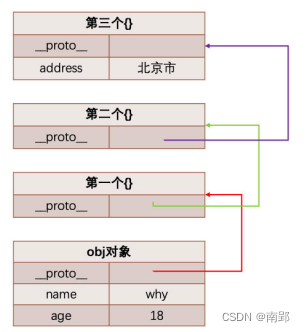 第三个{}
__proto__
address 北京市
第二个{}
__proto__
第一个{}
__proto__
obj对象
__proto__
name why
age 18
CSDN @南郢